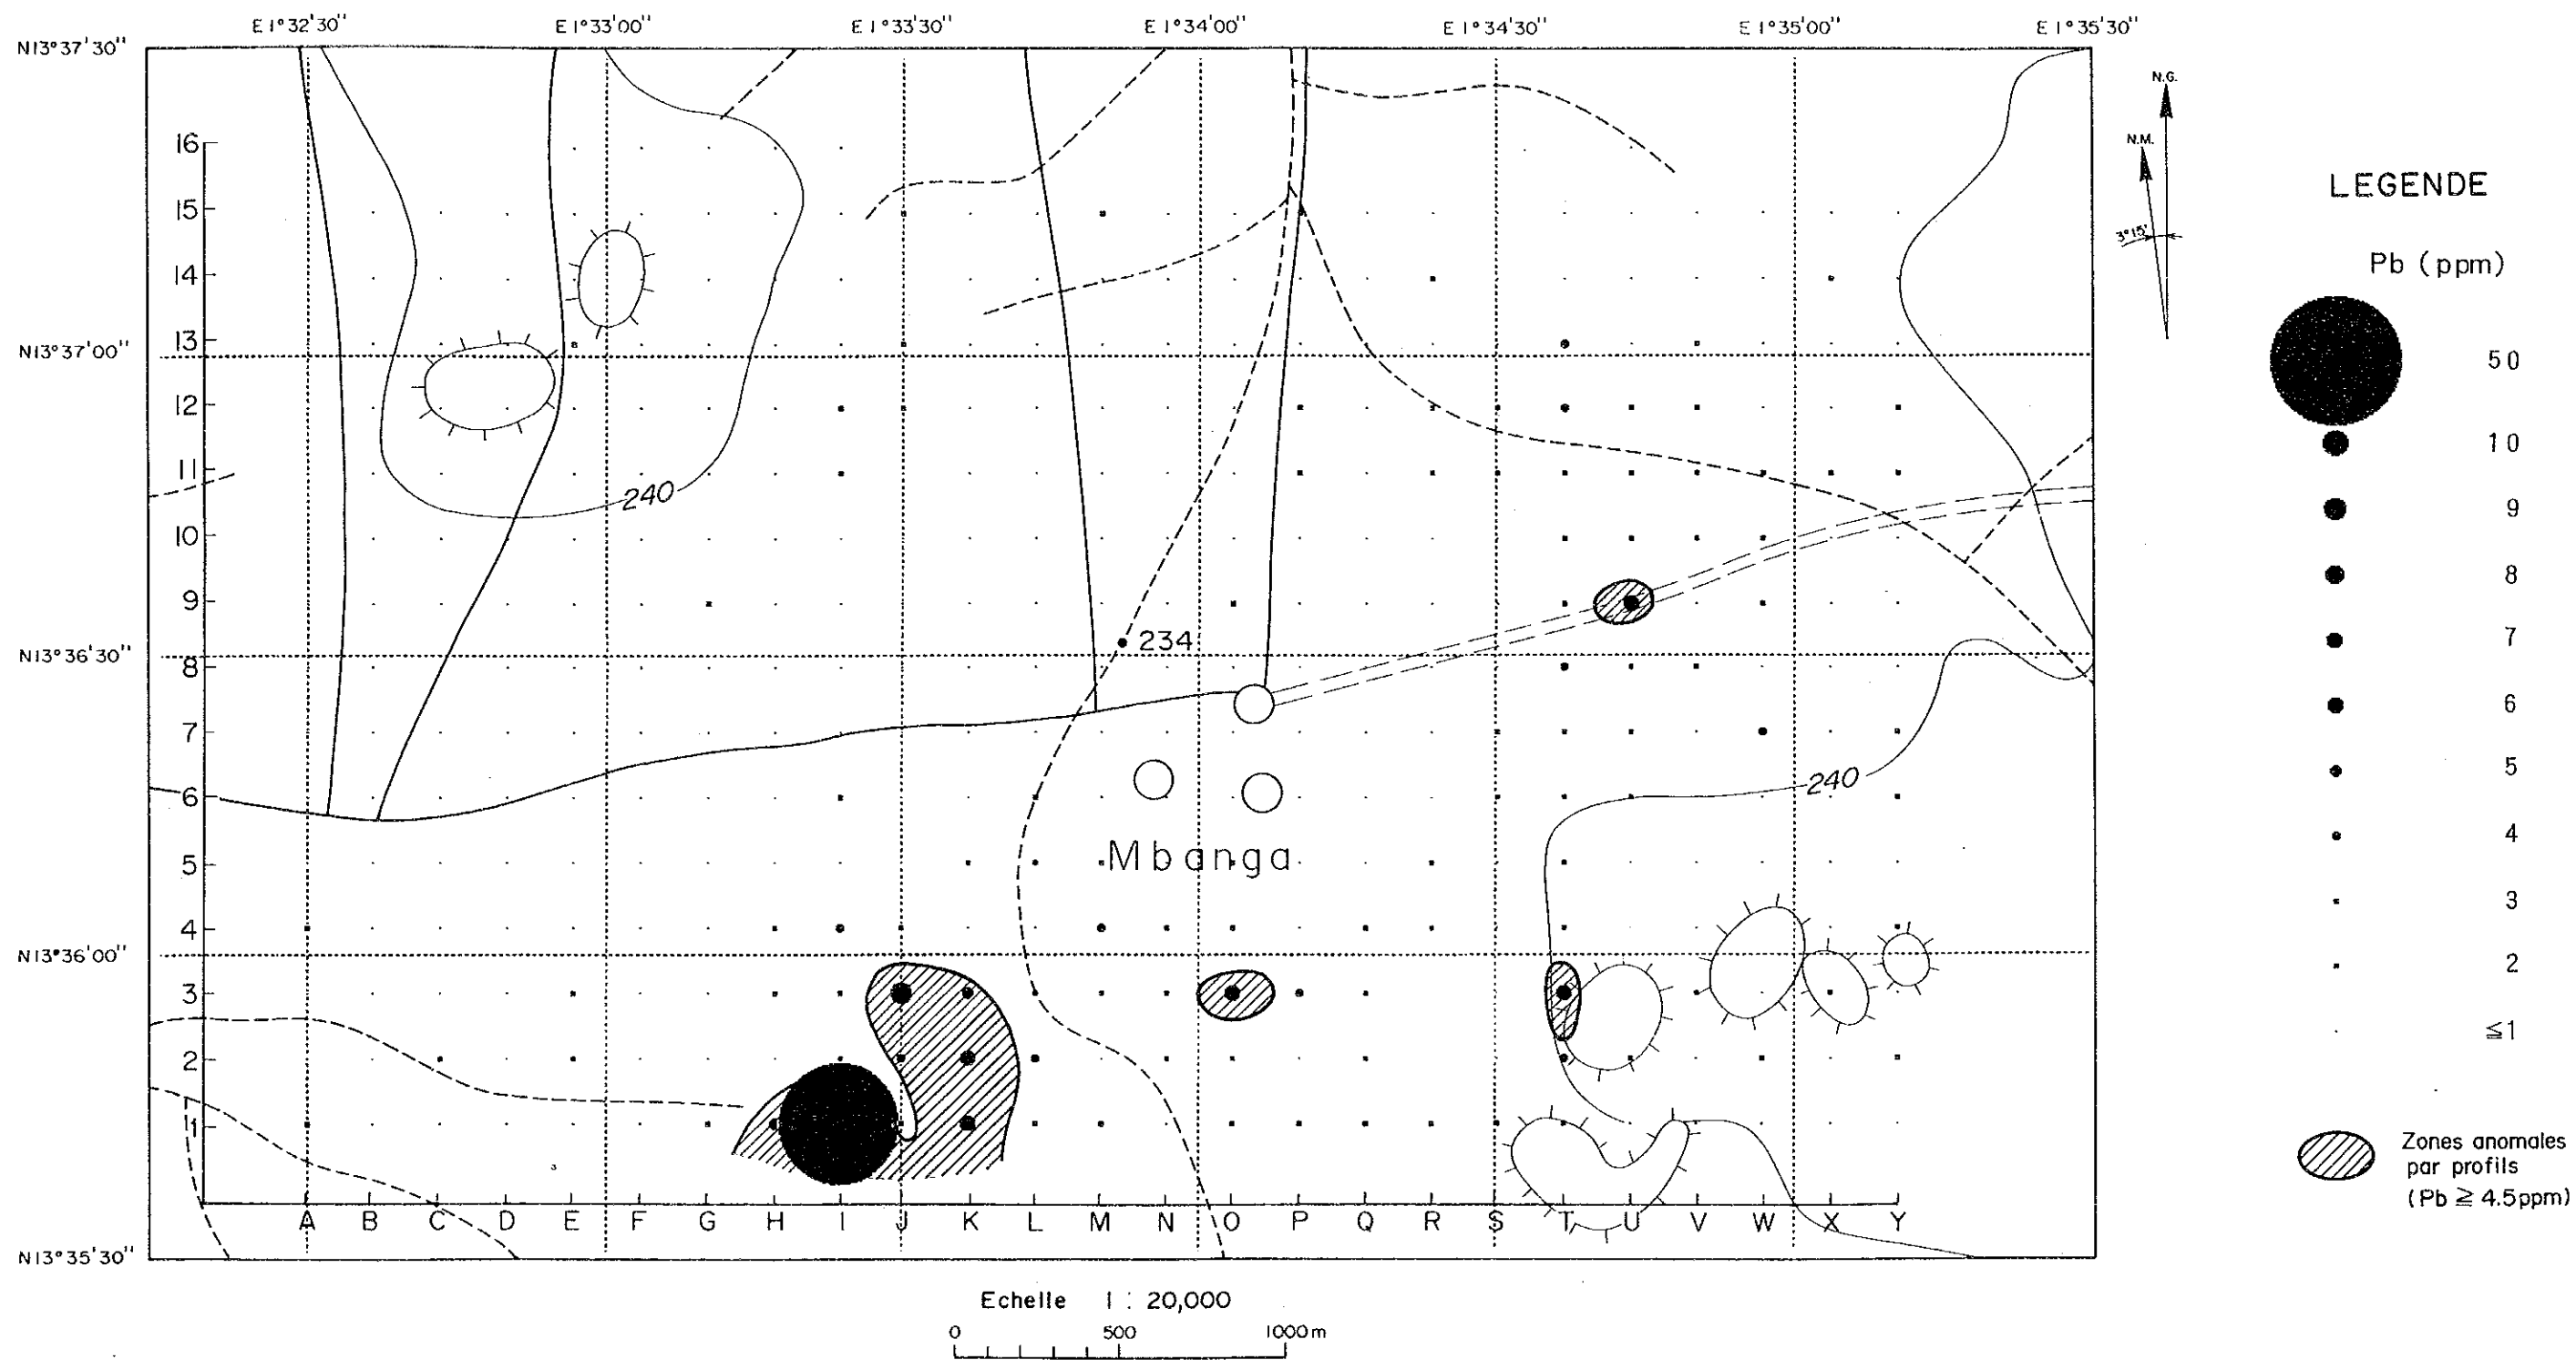 E 1°32'30" E 1°33'00" E 1°33'30" E 1°34'00" E 1°34'30" E 1°35'00" E 1°35'30"
N13°37'30"
N.G.
N.M.
3°15'
16
15
14
13
N13°37'00"
12
11
240
10
9
234
N13°36'30"
8
7
6
240
5
Mbanga
4
N13°36'00"
3
2
1
A B C D E F G H I J K L M N O P Q R S T U V W X Y
N13°35'30"
Echelle 1 : 20,000
0 500 1000m
LEGENDE
Pb (ppm)
50
10
9
8
7
6
5
4
3
2
≦1
Zones anomales
par profils
(Pb ≧ 4.5ppm)